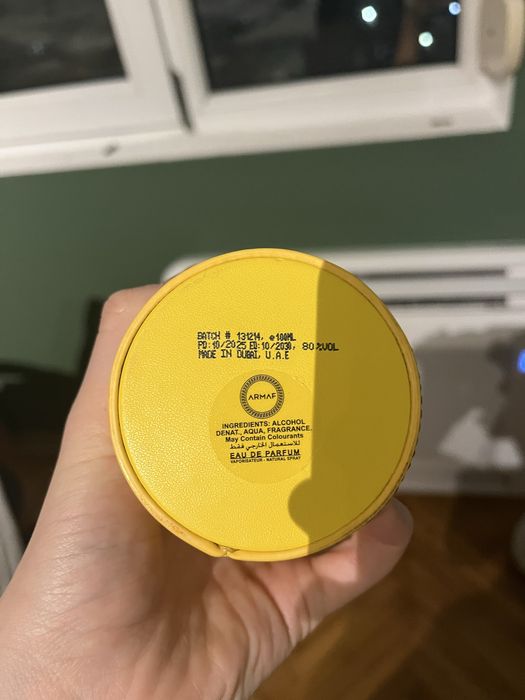 BATCH # 131214, e100ML
PD:10/2025 ED:10/2030, 80%VOL
MADE IN DUBAI, U.A.E
ARMAF
INGREDIENTS: ALCOHOL
DENAT., AQUA, FRAGRANCE.
May Contain Colourants
للاستعمال الخارجي فقط
EAU DE PARFUM
VAPORISATEUR - NATURAL SPRAY